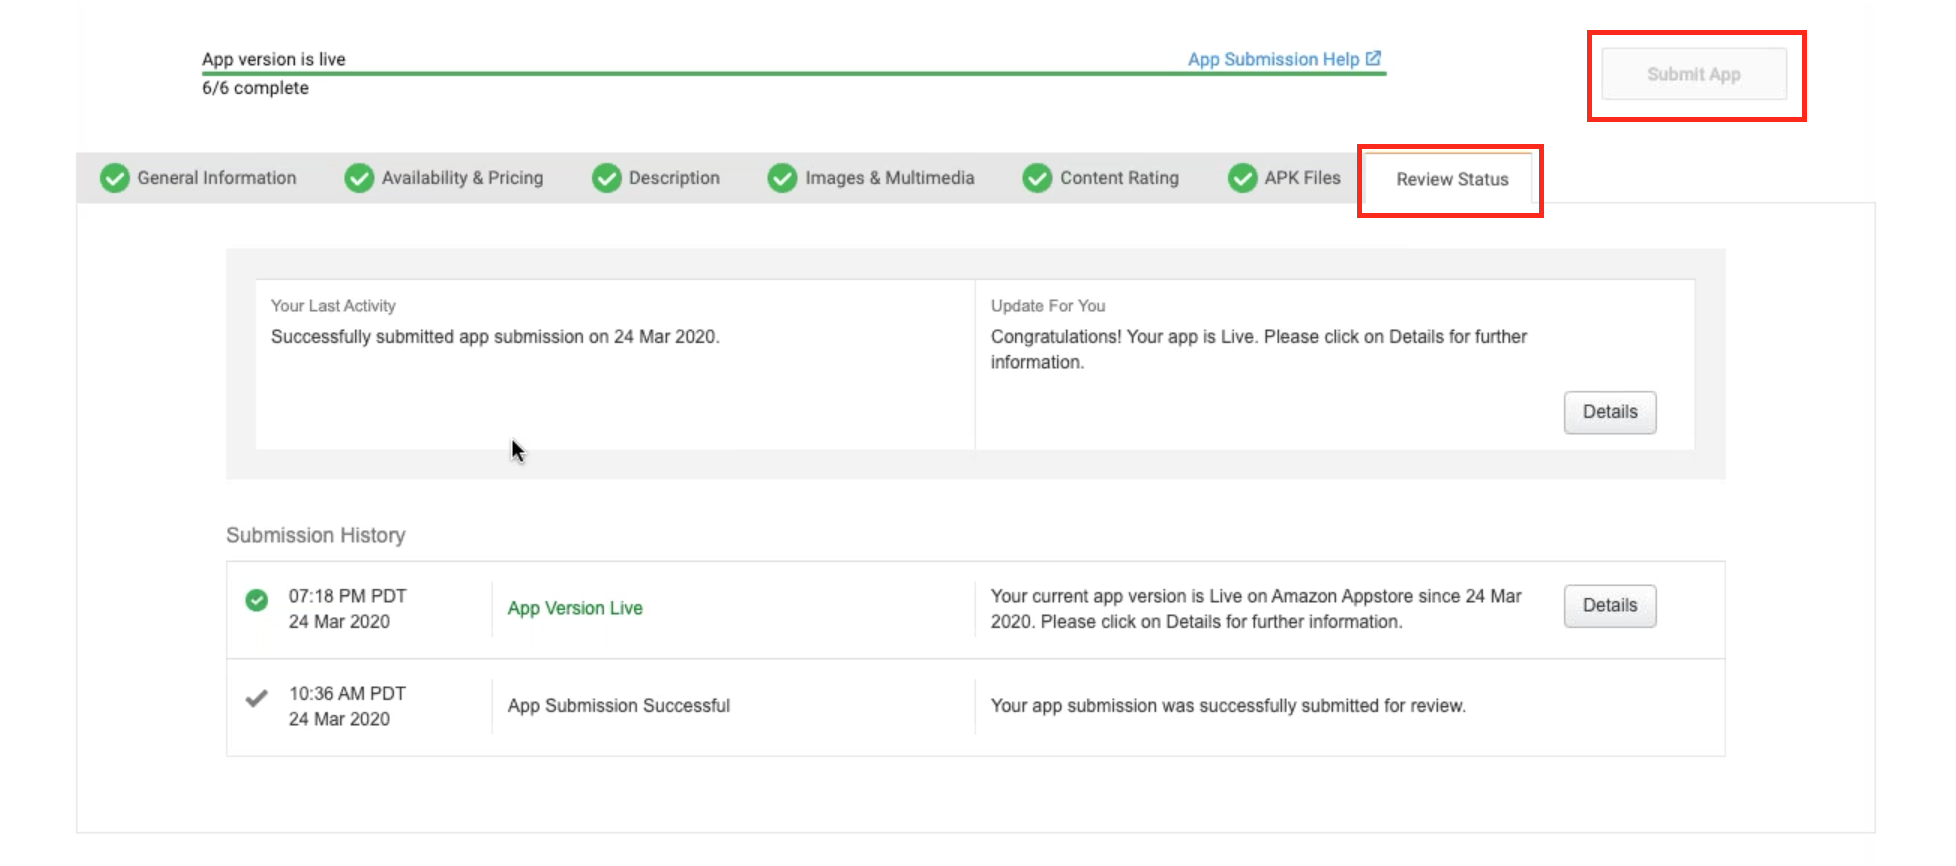 App version is live
App Submission Help
6/6 complete
Submit App
General Information
Availability & Pricing
Description
Images & Multimedia
Content Rating
APK Files
Review Status
Your Last Activity
Successfully submitted app submission on 24 Mar 2020.
Update For You
Congratulations! Your app is Live. Please click on Details for further
information.
Details
Submission History
07:18 PM PDT
24 Mar 2020
App Version Live
Your current app version is Live on Amazon Appstore since 24 Mar
2020. Please click on Details for further information.
Details
10:36 AM PDT
24 Mar 2020
App Submission Successful
Your app submission was successfully submitted for review.